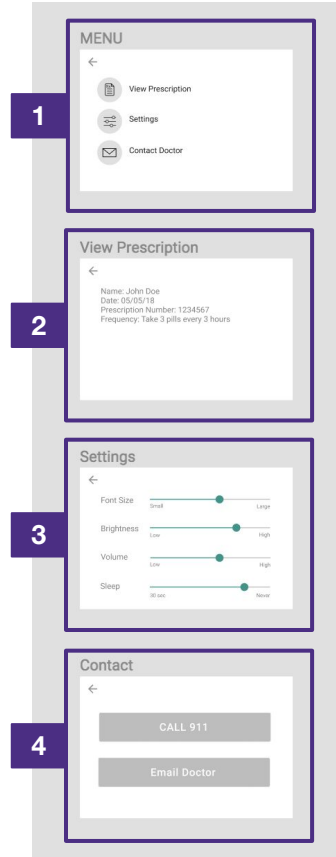 MENU
1
View Prescription
Settings
Contact Doctor
View Prescription
2
Name: John Doe
Date: 05/05/18
Prescription Number: 1234567
Frequency: Take 3 pills every 3 hours
Settings
3
Font Size
Small Large
Brightness
Low High
Volume
Low High
Sleep
30 sec Never
Contact
4
CALL 911
Email Doctor